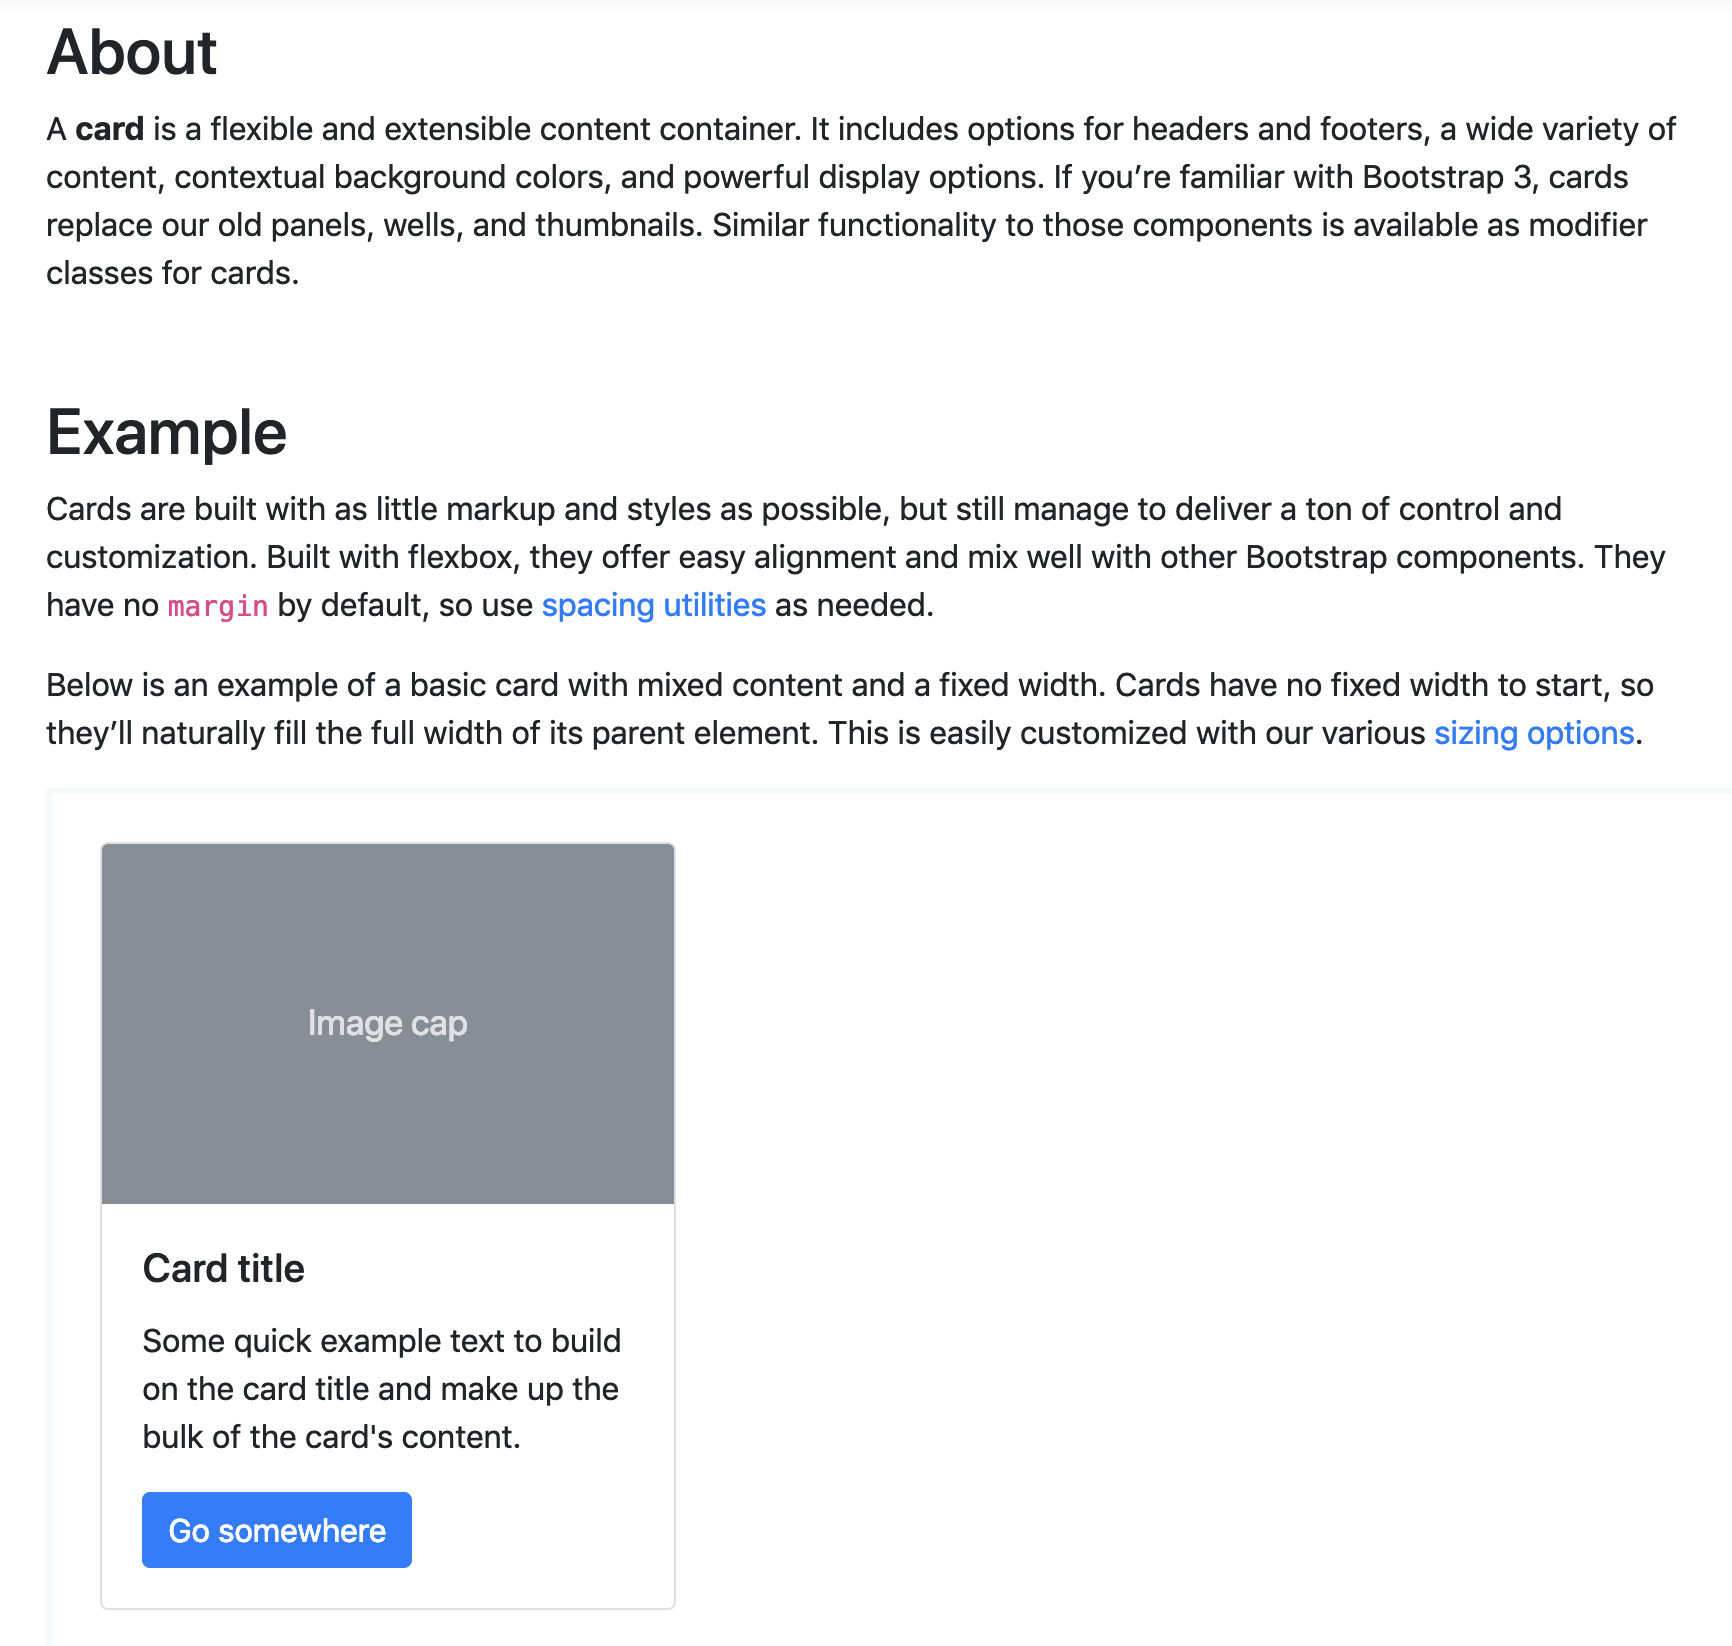 About
A card is a flexible and extensible content container. It includes options for headers and footers, a wide variety of
content, contextual background colors, and powerful display options. If you’re familiar with Bootstrap 3, cards
replace our old panels, wells, and thumbnails. Similar functionality to those components is available as modifier
classes for cards.
Example
Cards are built with as little markup and styles as possible, but still manage to deliver a ton of control and
customization. Built with flexbox, they offer easy alignment and mix well with other Bootstrap components. They
have no margin by default, so use spacing utilities as needed.
Below is an example of a basic card with mixed content and a fixed width. Cards have no fixed width to start, so
they’ll naturally fill the full width of its parent element. This is easily customized with our various sizing options.
Image cap
Card title
Some quick example text to build
on the card title and make up the
bulk of the card's content.
Go somewhere